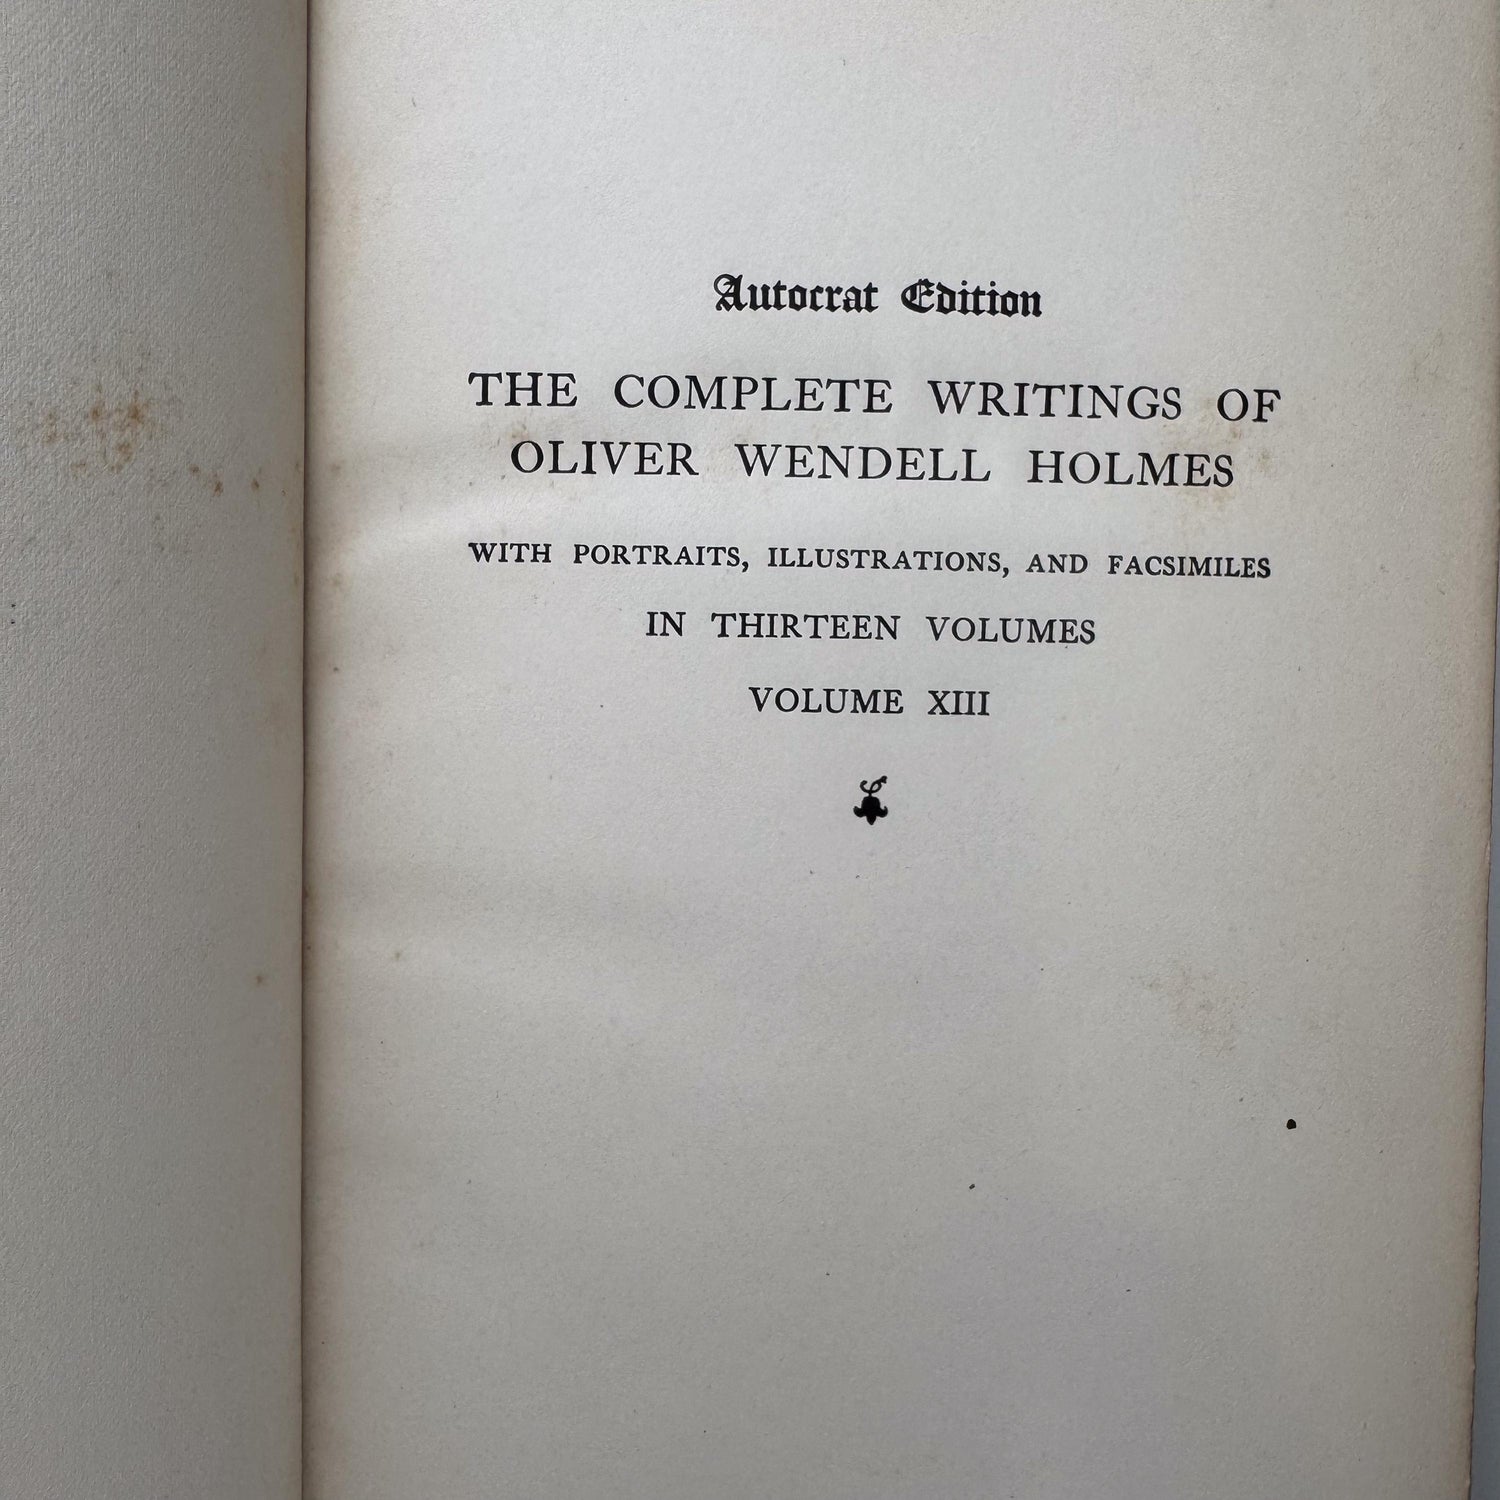 Autocrat Edition
THE COMPLETE WRITINGS OF
OLIVER WENDELL HOLMES
WITH PORTRAITS, ILLUSTRATIONS, AND FACSIMILES
IN THIRTEEN VOLUMES
VOLUME XIII